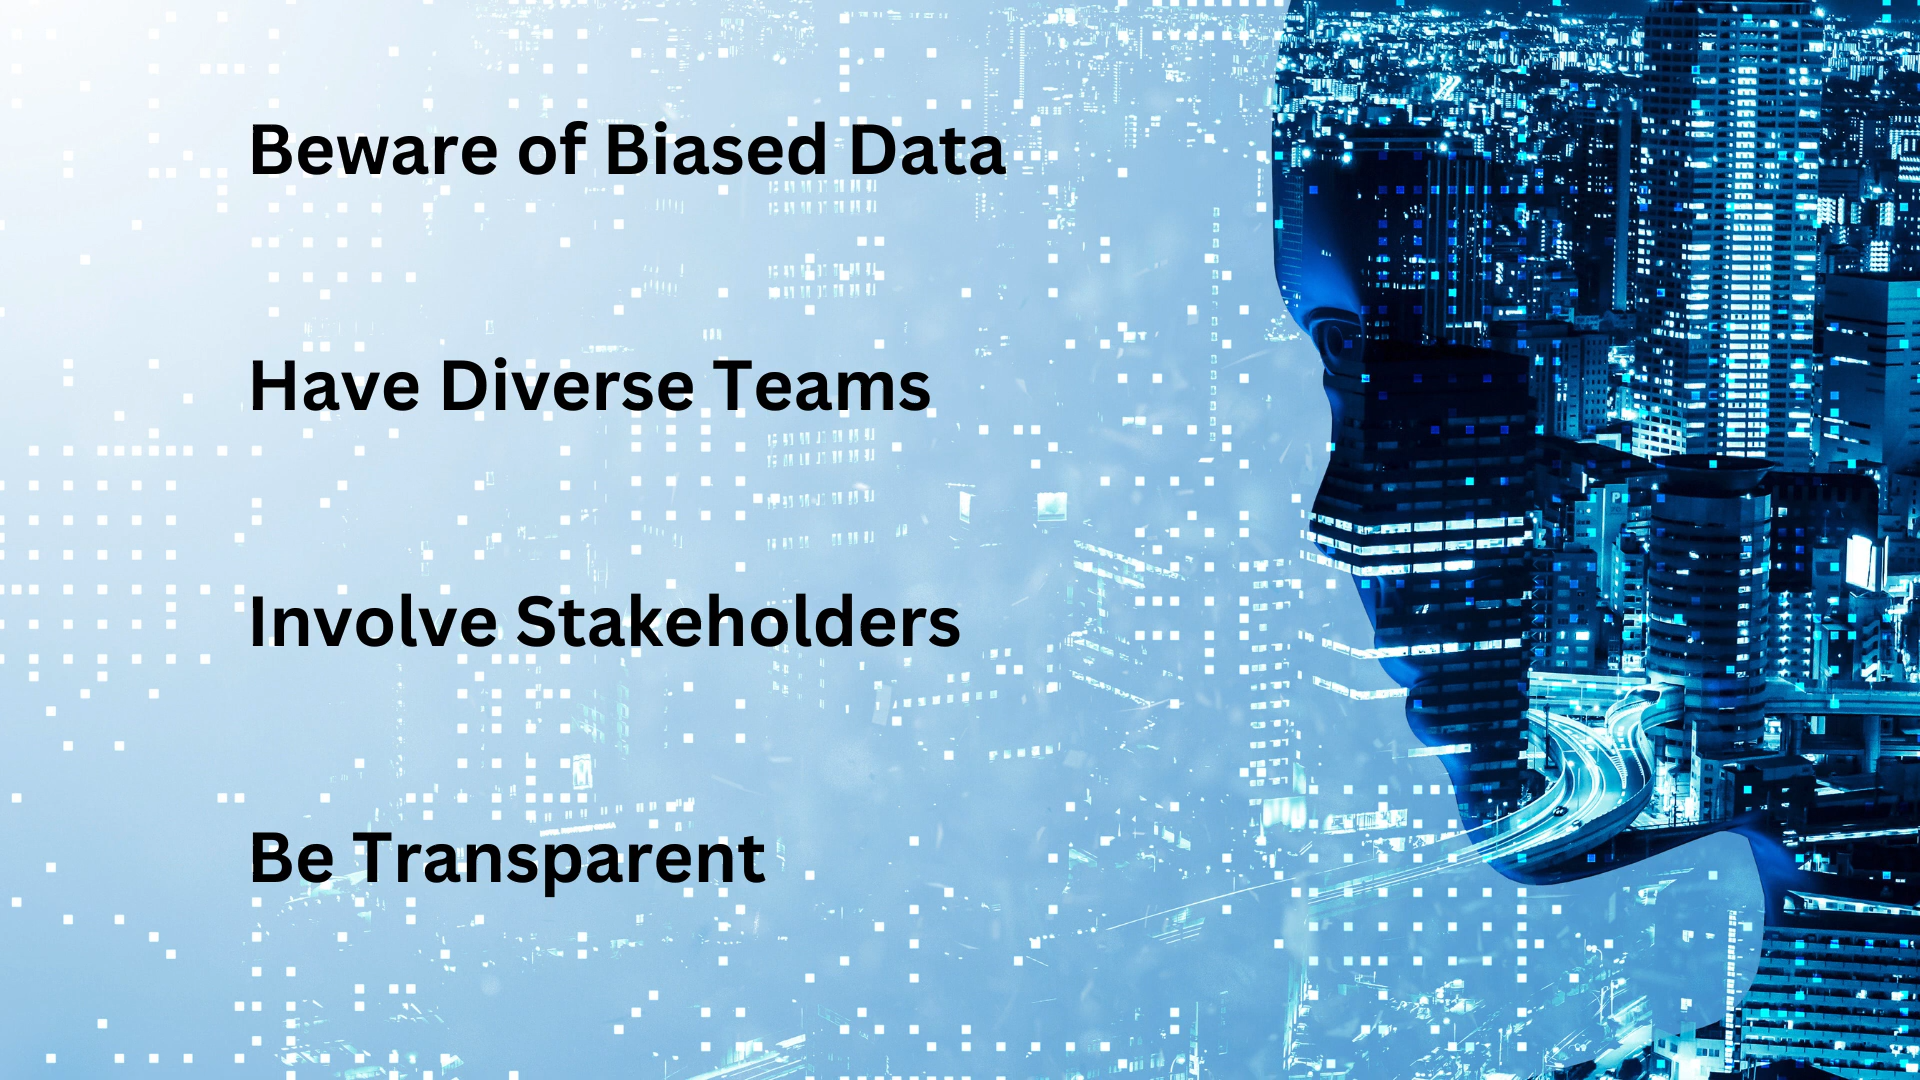 Beware of Biased Data
Have Diverse Teams
Involve Stakeholders
Be Transparent
P